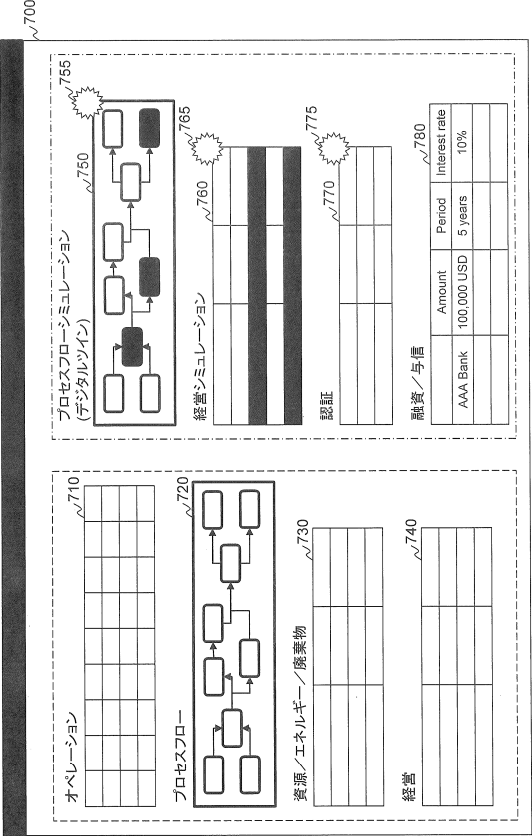 700
オペレーション
710
プロセスフロー
720
資源／エネルギー／廃棄物
730
経営
740
プロセスフローシミュレーション
(デジタルツイン)
750
755
経営シミュレーション
760
765
認証
770
775
融資／与信
780
Amount Period Interest rate
AAA Bank 100,000 USD 5 years 10%